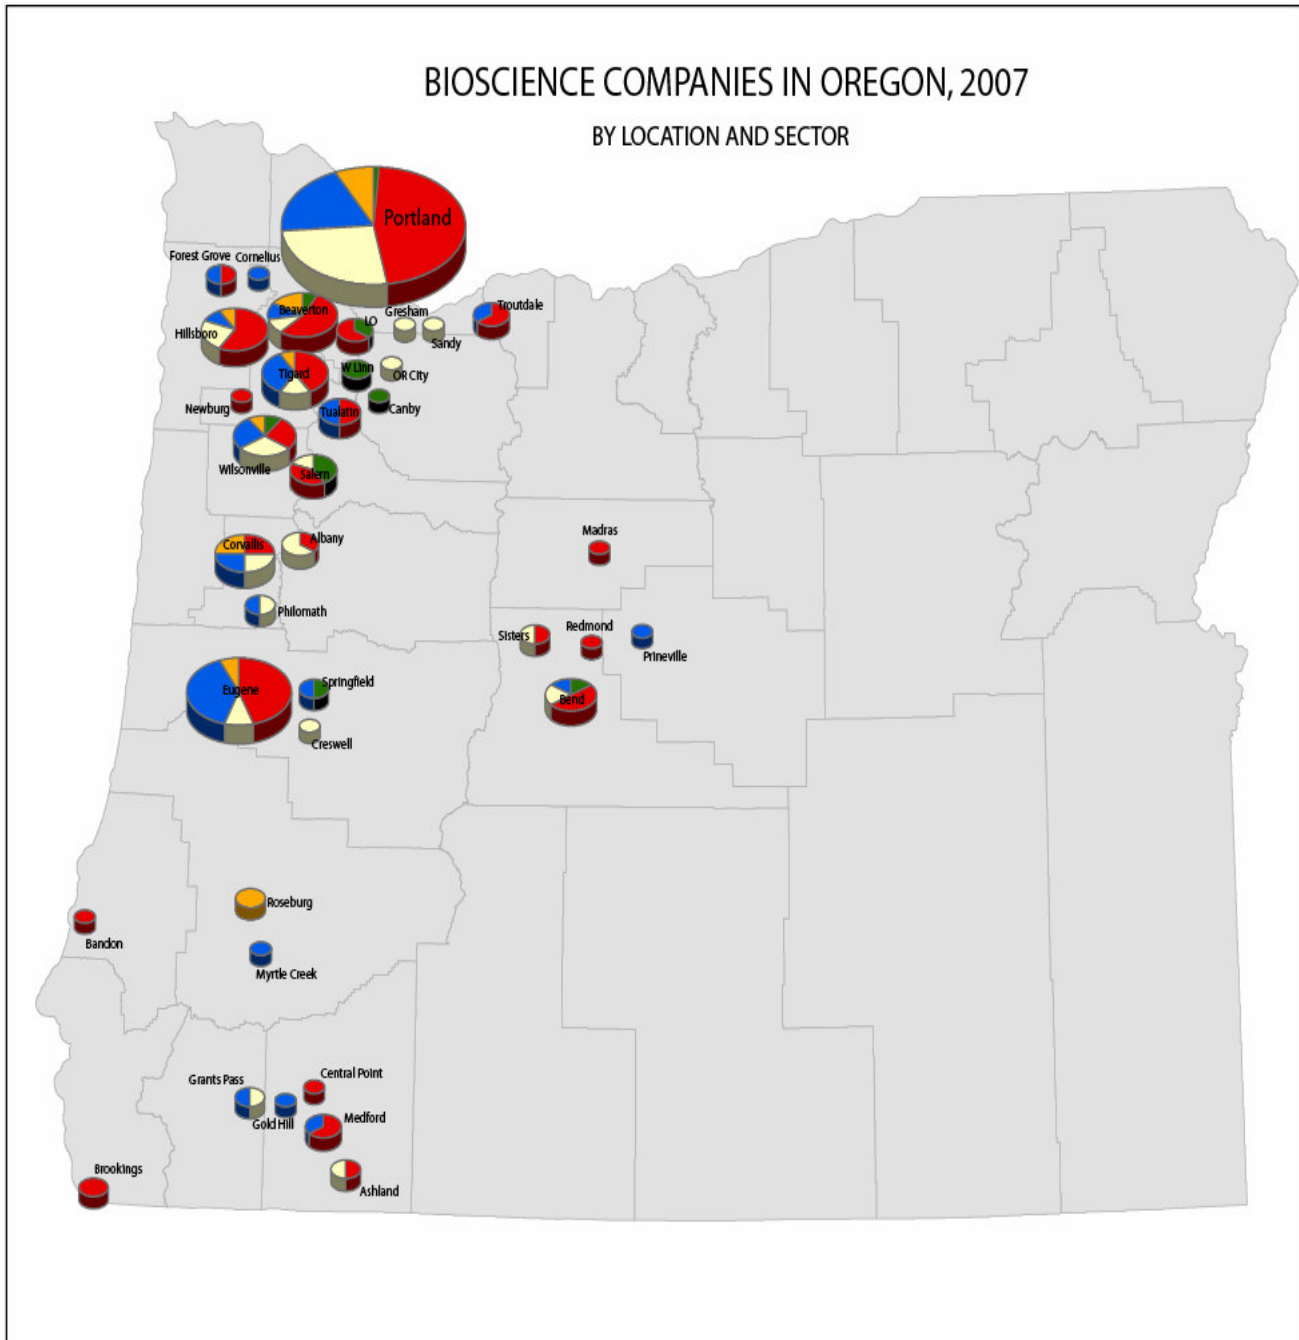 BIOSCIENCE COMPANIES IN OREGON, 2007
BY LOCATION AND SECTOR
Portland
Forest Grove
Cornelius
Beaverton
Hillsboro
LO
Gresham
Sandy
Troutdale
Tigard
W Linn
OR City
Newburg
Tualatin
Canby
Wilsonville
Salem
Corvallis
Albany
Madras
Philomath
Sisters
Redmond
Prineville
Eugene
Springfield
Bend
Creswell
Roseburg
Bandon
Myrtle Creek
Grants Pass
Central Point
Gold Hill
Medford
Brookings
Ashland